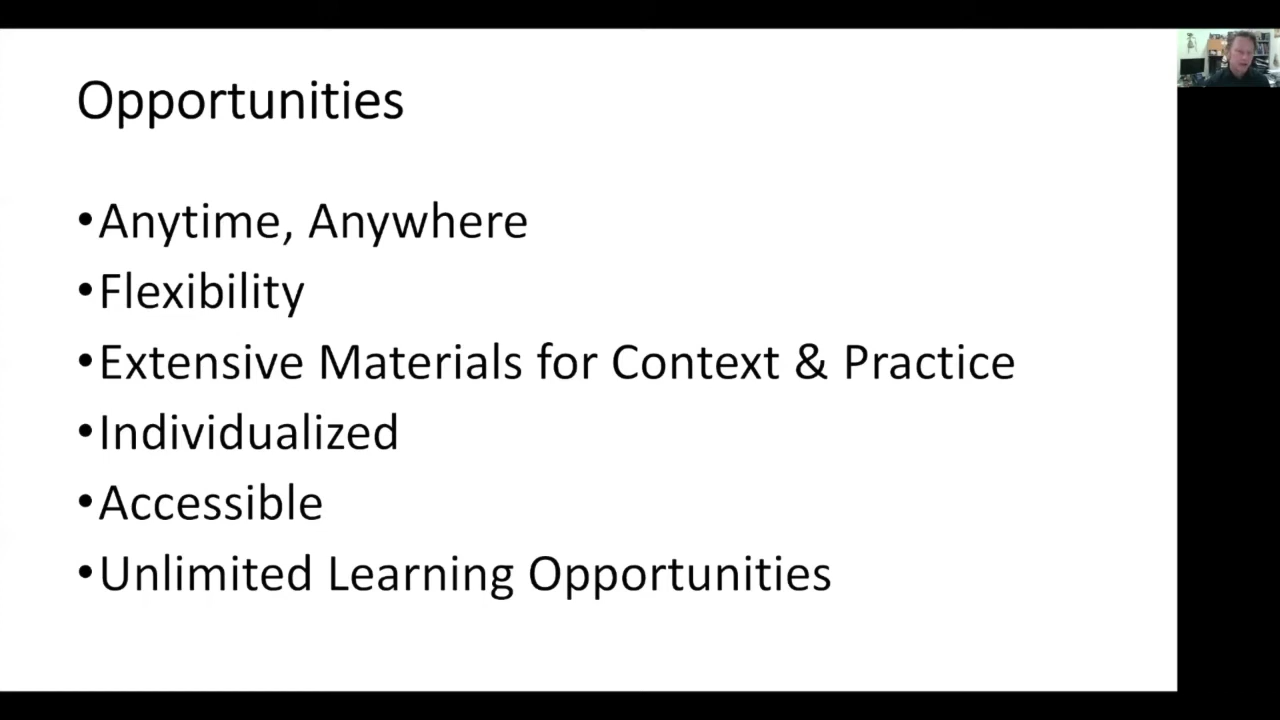 Opportunities
•Anytime, Anywhere
•Flexibility
•Extensive Materials for Context & Practice
•Individualized
•Accessible
•Unlimited Learning Opportunities